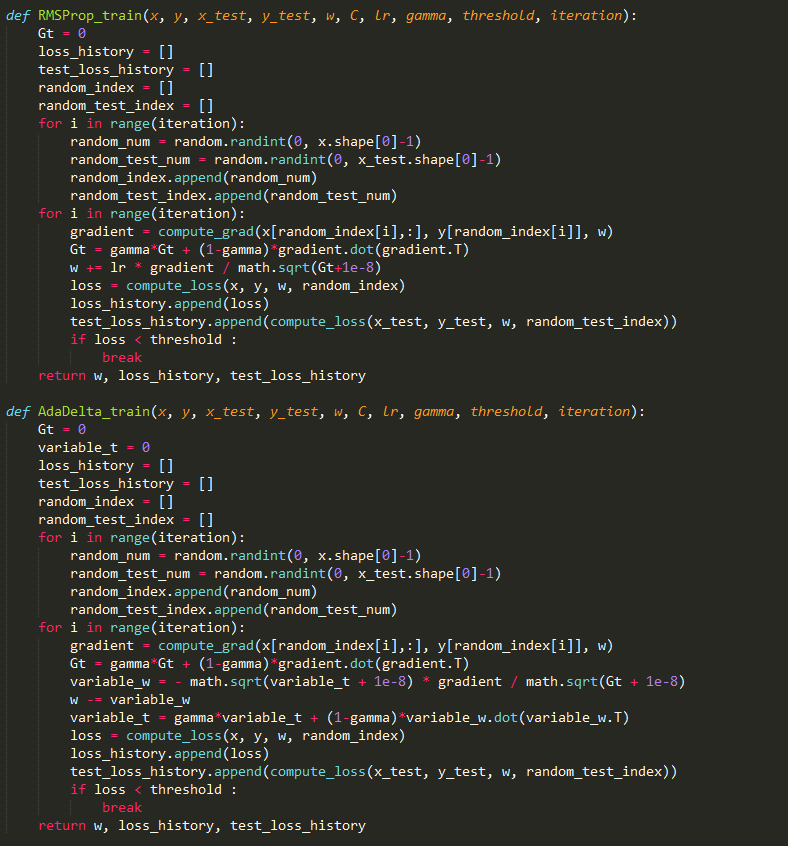 def RMSProp_train(x, y, x_test, y_test, w, C, lr, gamma, threshold, iteration):
    Gt = 0
    loss_history = []
    test_loss_history = []
    random_index = []
    random_test_index = []
    for i in range(iteration):
        random_num = random.randint(0, x.shape[0]-1)
        random_test_num = random.randint(0, x_test.shape[0]-1)
        random_index.append(random_num)
        random_test_index.append(random_test_num)
    for i in range(iteration):
        gradient = compute_grad(x[random_index[i],:], y[random_index[i]], w)
        Gt = gamma*Gt + (1-gamma)*gradient.dot(gradient.T)
        w += lr * gradient / math.sqrt(Gt+1e-8)
        loss = compute_loss(x, y, w, random_index)
        loss_history.append(loss)
        test_loss_history.append(compute_loss(x_test, y_test, w, random_test_index))
        if loss < threshold :
            break
    return w, loss_history, test_loss_history

def AdaDelta_train(x, y, x_test, y_test, w, C, lr, gamma, threshold, iteration):
    Gt = 0
    variable_t = 0
    loss_history = []
    test_loss_history = []
    random_index = []
    random_test_index = []
    for i in range(iteration):
        random_num = random.randint(0, x.shape[0]-1)
        random_test_num = random.randint(0, x_test.shape[0]-1)
        random_index.append(random_num)
        random_test_index.append(random_test_num)
    for i in range(iteration):
        gradient = compute_grad(x[random_index[i],:], y[random_index[i]], w)
        Gt = gamma*Gt + (1-gamma)*gradient.dot(gradient.T)
        variable_w = - math.sqrt(variable_t + 1e-8) * gradient / math.sqrt(Gt + 1e-8)
        w -= variable_w
        variable_t = gamma*variable_t + (1-gamma)*variable_w.dot(variable_w.T)
        loss = compute_loss(x, y, w, random_index)
        loss_history.append(loss)
        test_loss_history.append(compute_loss(x_test, y_test, w, random_test_index))
        if loss < threshold :
            break
    return w, loss_history, test_loss_history